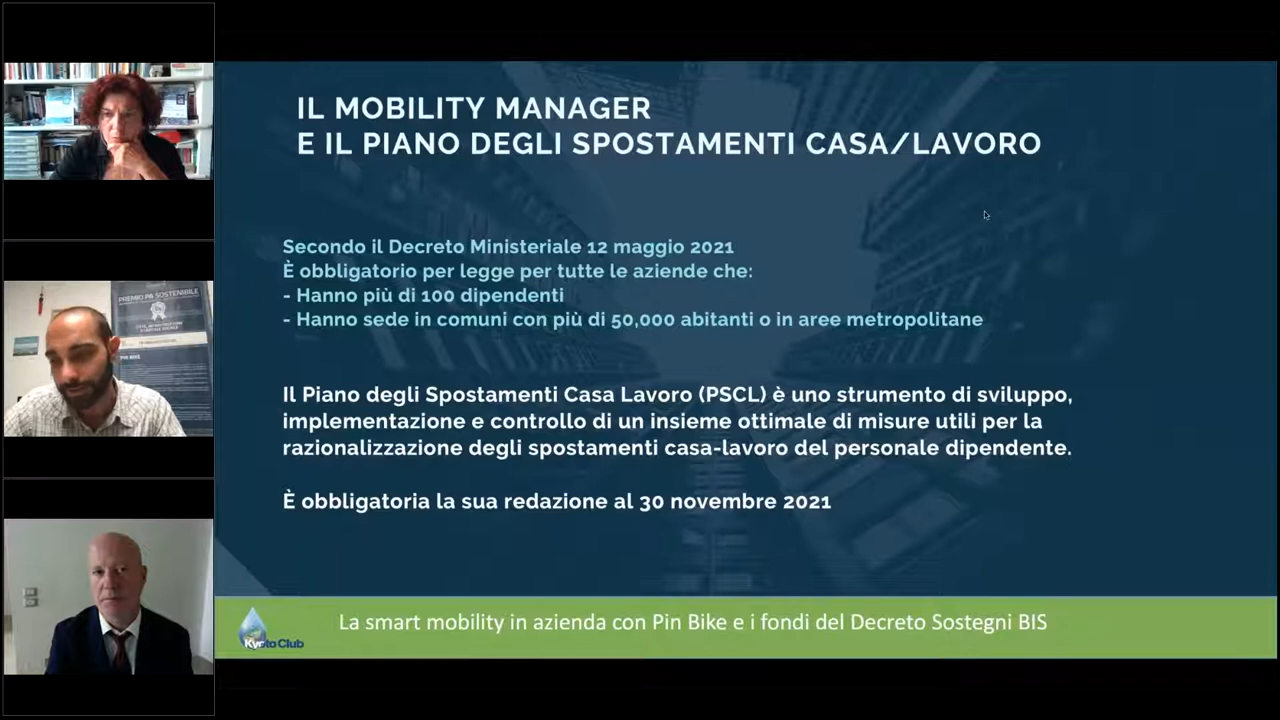 IL MOBILITY MANAGER
E IL PIANO DEGLI SPOSTAMENTI CASA/LAVORO
Secondo il Decreto Ministeriale 12 maggio 2021
È obbligatorio per legge per tutte le aziende che:
- Hanno più di 100 dipendenti
- Hanno sede in comuni con più di 50,000 abitanti o in aree metropolitane
Il Piano degli Spostamenti Casa Lavoro (PSCL) è uno strumento di sviluppo,
implementazione e controllo di un insieme ottimale di misure utili per la
razionalizzazione degli spostamenti casa-lavoro del personale dipendente.
È obbligatoria la sua redazione al 30 novembre 2021
Kyoto Club
La smart mobility in azienda con Pin Bike e i fondi del Decreto Sostegni BIS
PREMIO PA SOSTENIBILE
PIN BIKE